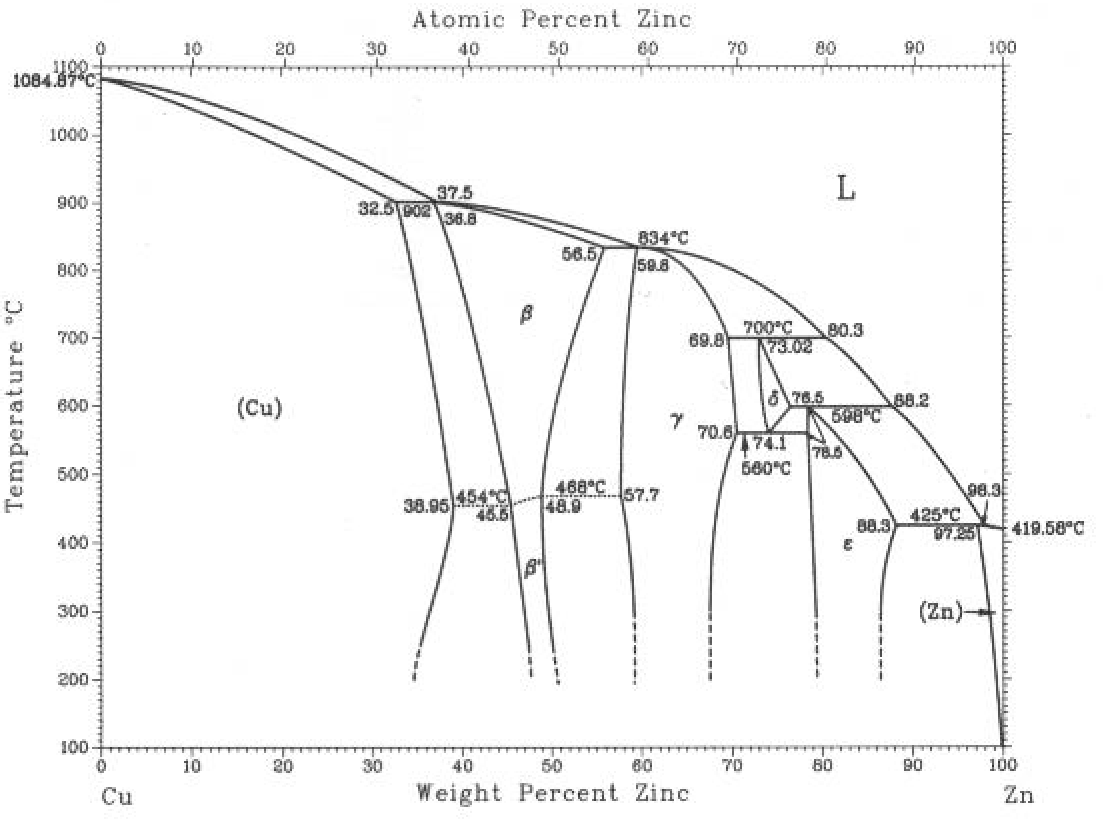 Atomic Percent Zinc
0 10 20 30 40 50 60 70 80 90 100
1100
1084.87°C
1000
37.5
L
900
32.5 902 36.8
834°C
56.5 59.8
800
β
700°C 80.3
700
69.8 73.02
δ 76.5 88.2
600
(Cu)
598°C
γ
70.6 74.1 78.5
560°C
500
468°C 57.7 98.3
454°C
38.95 45.5 48.9
425°C
88.3 97.25 419.58°C
400
ε
β'
300
(Zn)
200
100
0 10 20 30 40 50 60 70 80 90 100
Cu Weight Percent Zinc Zn
Temperature °C